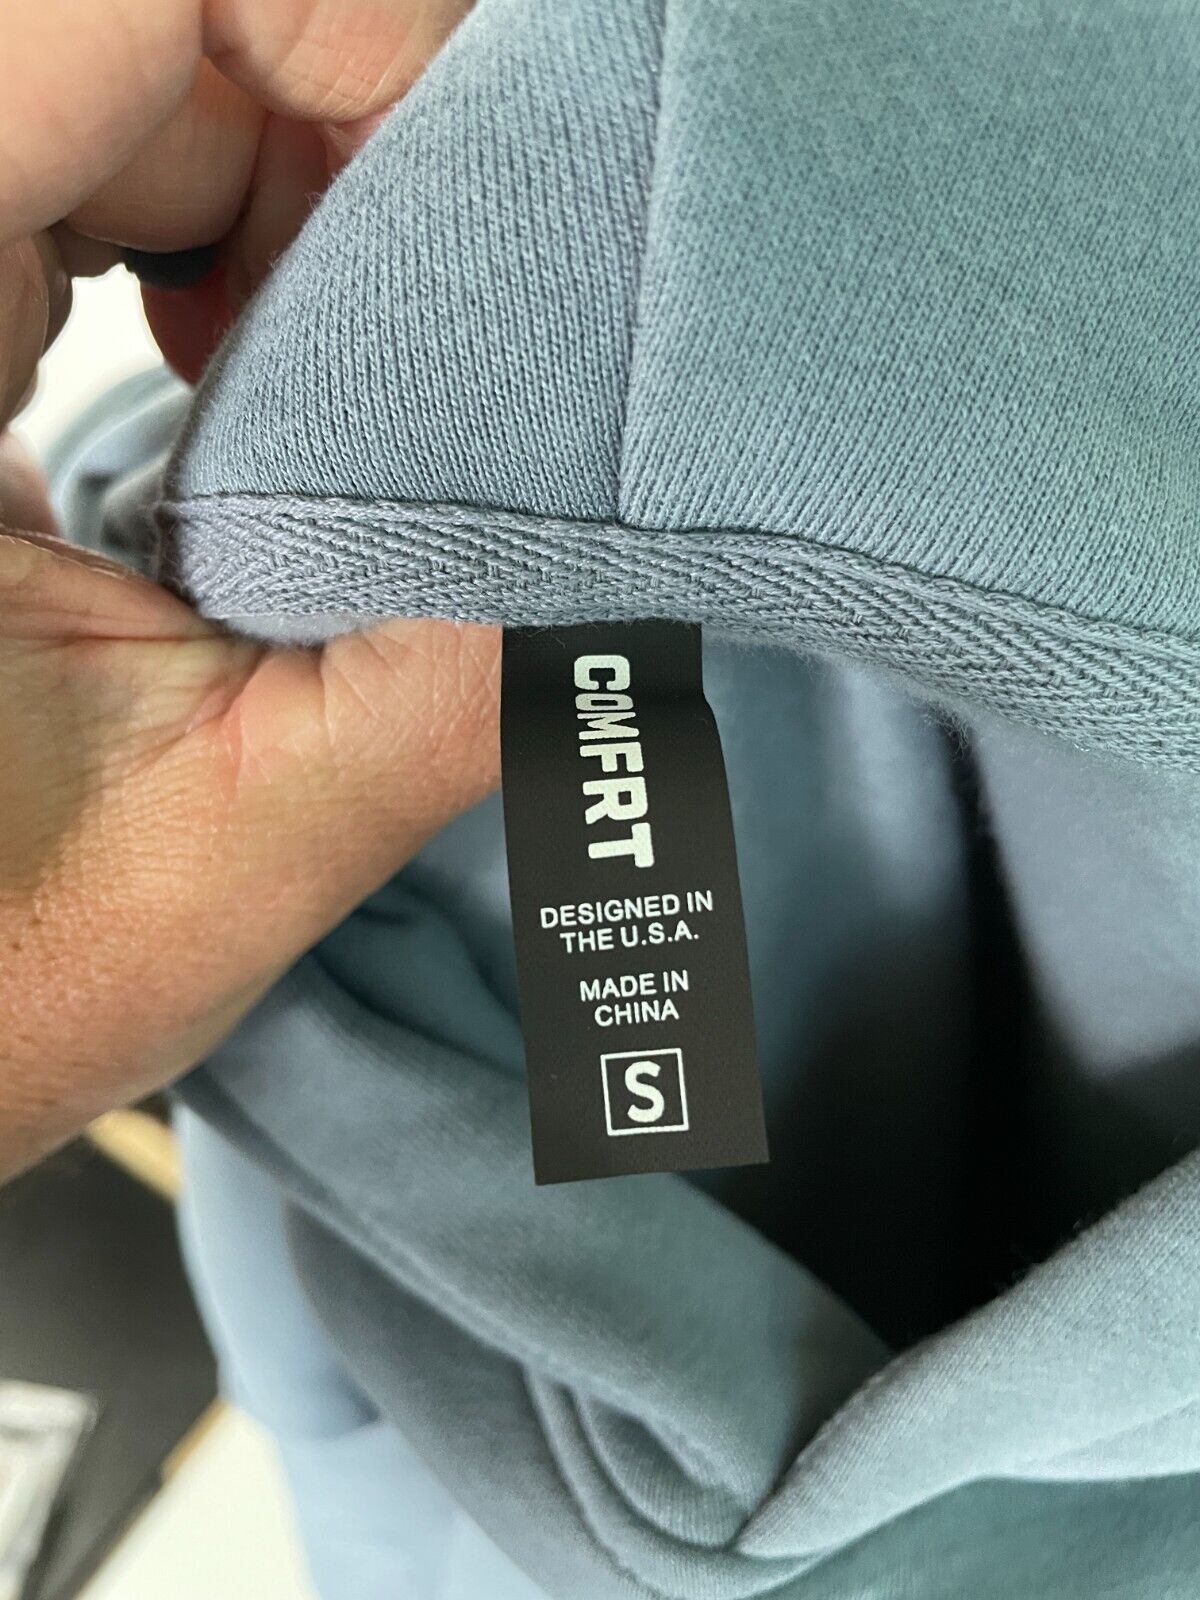 COMFRT
DESIGNED IN
THE U.S.A.
MADE IN
CHINA
S